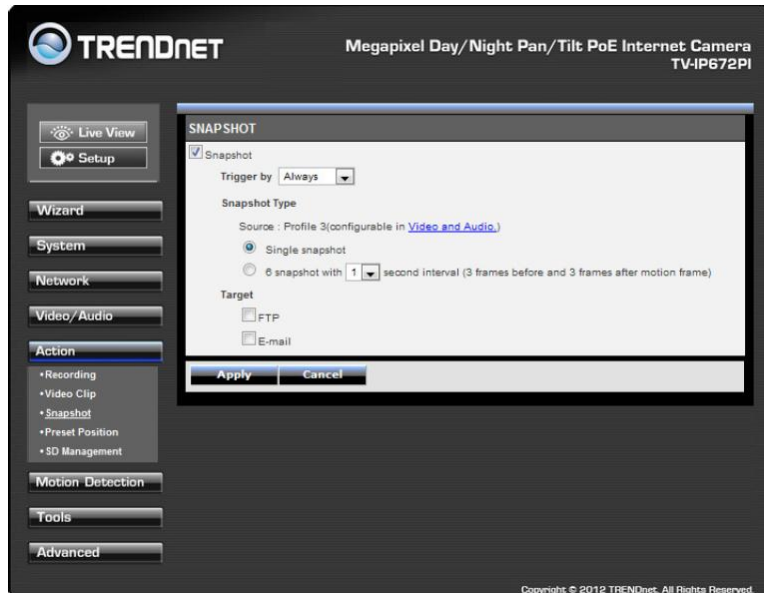 TRENDNET
Megapixel Day/Night Pan/Tilt PoE Internet Camera
TV-IP672PI
Live View
Setup
Wizard
System
Network
Video/Audio
Action
•Recording
•Video Clip
•Snapshot
•Preset Position
•SD Management
Motion Detection
Tools
Advanced
SNAPSHOT
Snapshot
Trigger by Always
Snapshot Type
Source : Profile 3(configurable in Video and Audio.)
Single snapshot
6 snapshot with 1 second interval (3 frames before and 3 frames after motion frame)
Target
FTP
E-mail
Apply Cancel
Copyright © 2012 TRENDnet. All Rights Reserved.